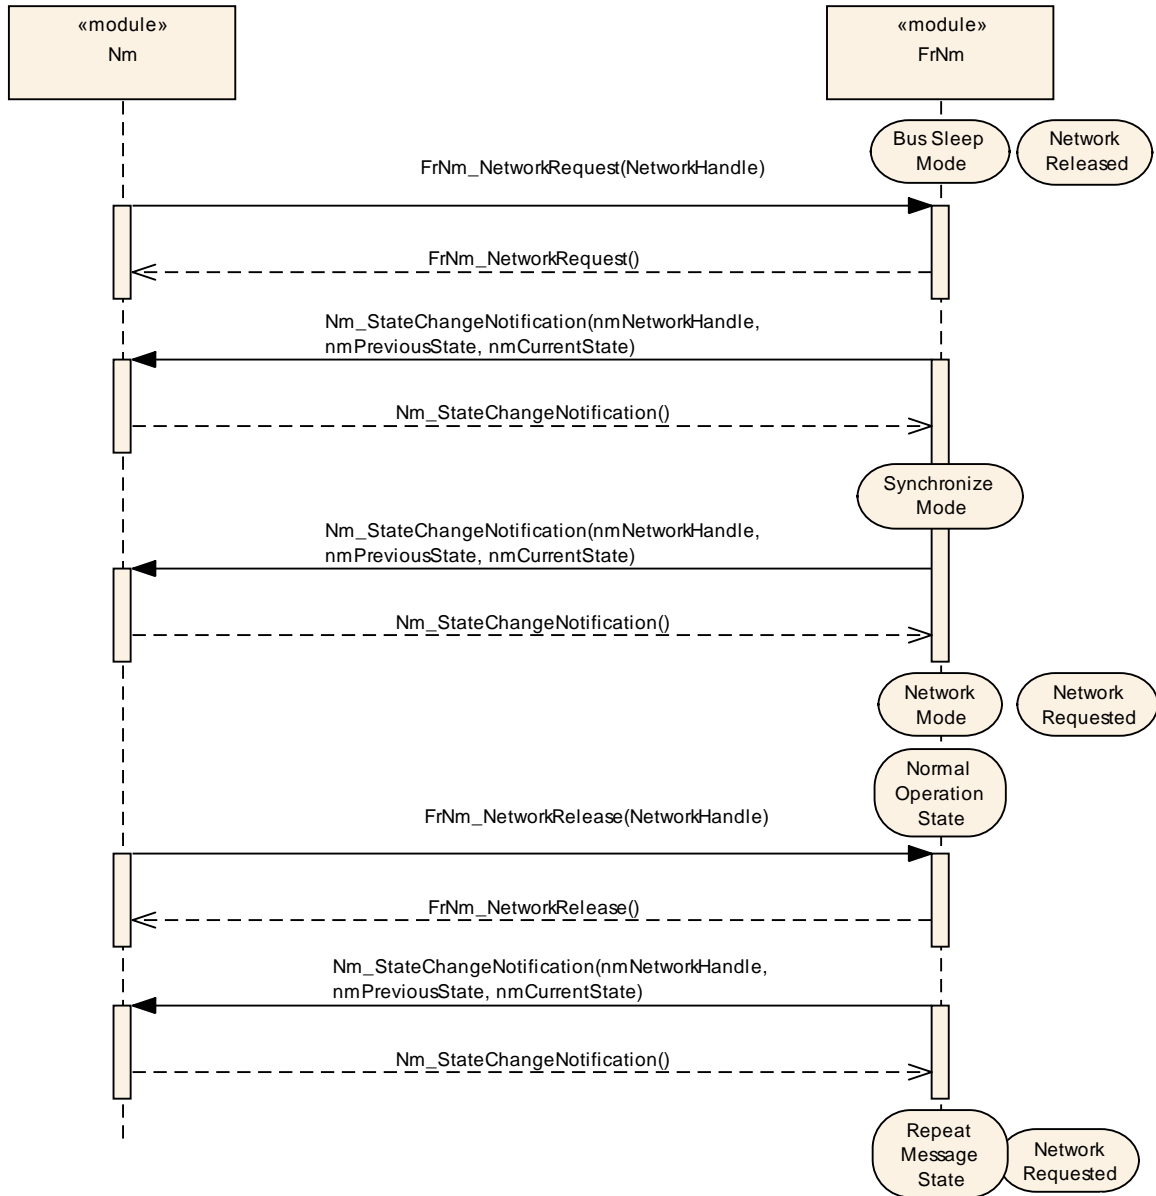 «module»
Nm
«module»
FrNm
Bus Sleep
Mode
Network
Released
FrNm_NetworkRequest(NetworkHandle)
FrNm_NetworkRequest()
Nm_StateChangeNotification(nmNetworkHandle,
nmPreviousState, nmCurrentState)
Nm_StateChangeNotification()
Synchronize
Mode
Nm_StateChangeNotification(nmNetworkHandle,
nmPreviousState, nmCurrentState)
Nm_StateChangeNotification()
Network
Mode
Network
Requested
Normal
Operation
State
FrNm_NetworkRelease(NetworkHandle)
FrNm_NetworkRelease()
Nm_StateChangeNotification(nmNetworkHandle,
nmPreviousState, nmCurrentState)
Nm_StateChangeNotification()
Repeat
Message
State
Network
Requested